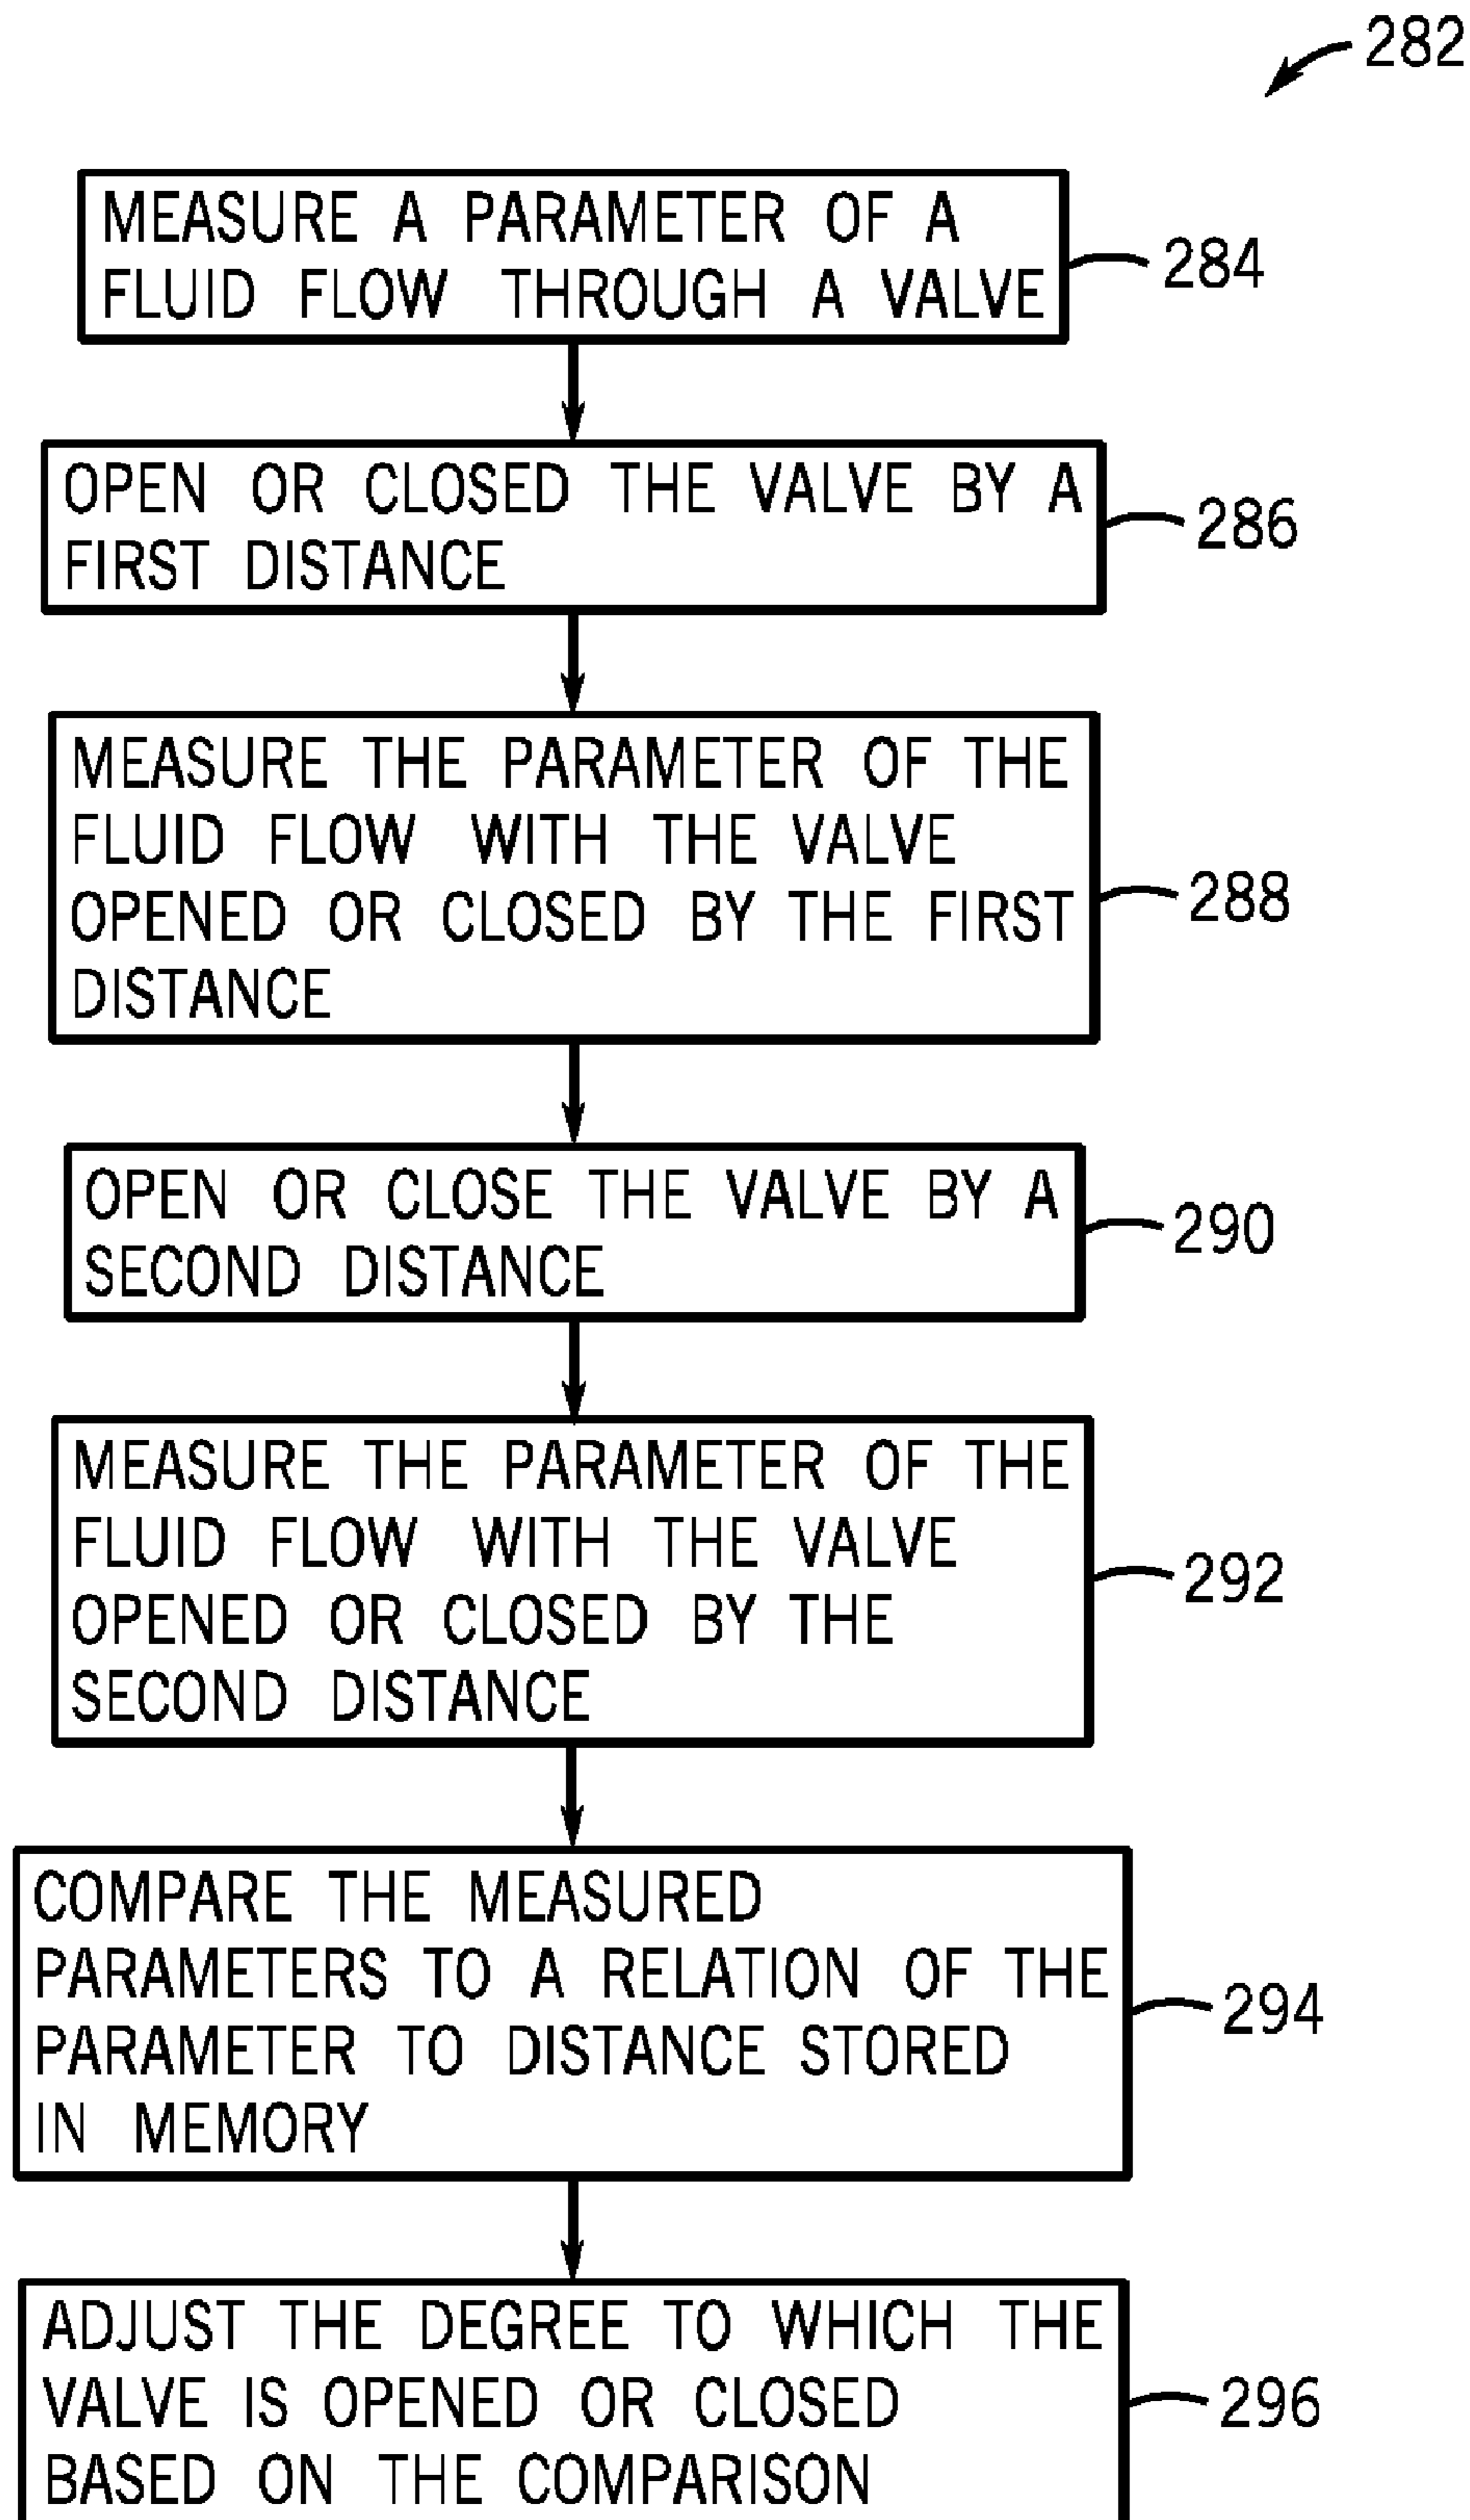 282
MEASURE A PARAMETER OF A
FLUID FLOW THROUGH A VALVE
284
OPEN OR CLOSED THE VALVE BY A
FIRST DISTANCE
286
MEASURE THE PARAMETER OF THE
FLUID FLOW WITH THE VALVE
OPENED OR CLOSED BY THE FIRST
DISTANCE
288
OPEN OR CLOSE THE VALVE BY A
SECOND DISTANCE
290
MEASURE THE PARAMETER OF THE
FLUID FLOW WITH THE VALVE
OPENED OR CLOSED BY THE
SECOND DISTANCE
292
COMPARE THE MEASURED
PARAMETERS TO A RELATION OF THE
PARAMETER TO DISTANCE STORED
IN MEMORY
294
ADJUST THE DEGREE TO WHICH THE
VALVE IS OPENED OR CLOSED
BASED ON THE COMPARISON
296